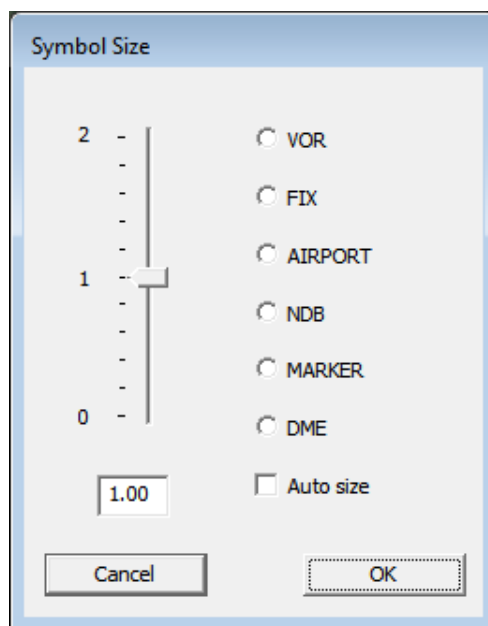 Symbol Size
2
VOR
FIX
AIRPORT
1
NDB
MARKER
0
DME
1.00
Auto size
Cancel
OK